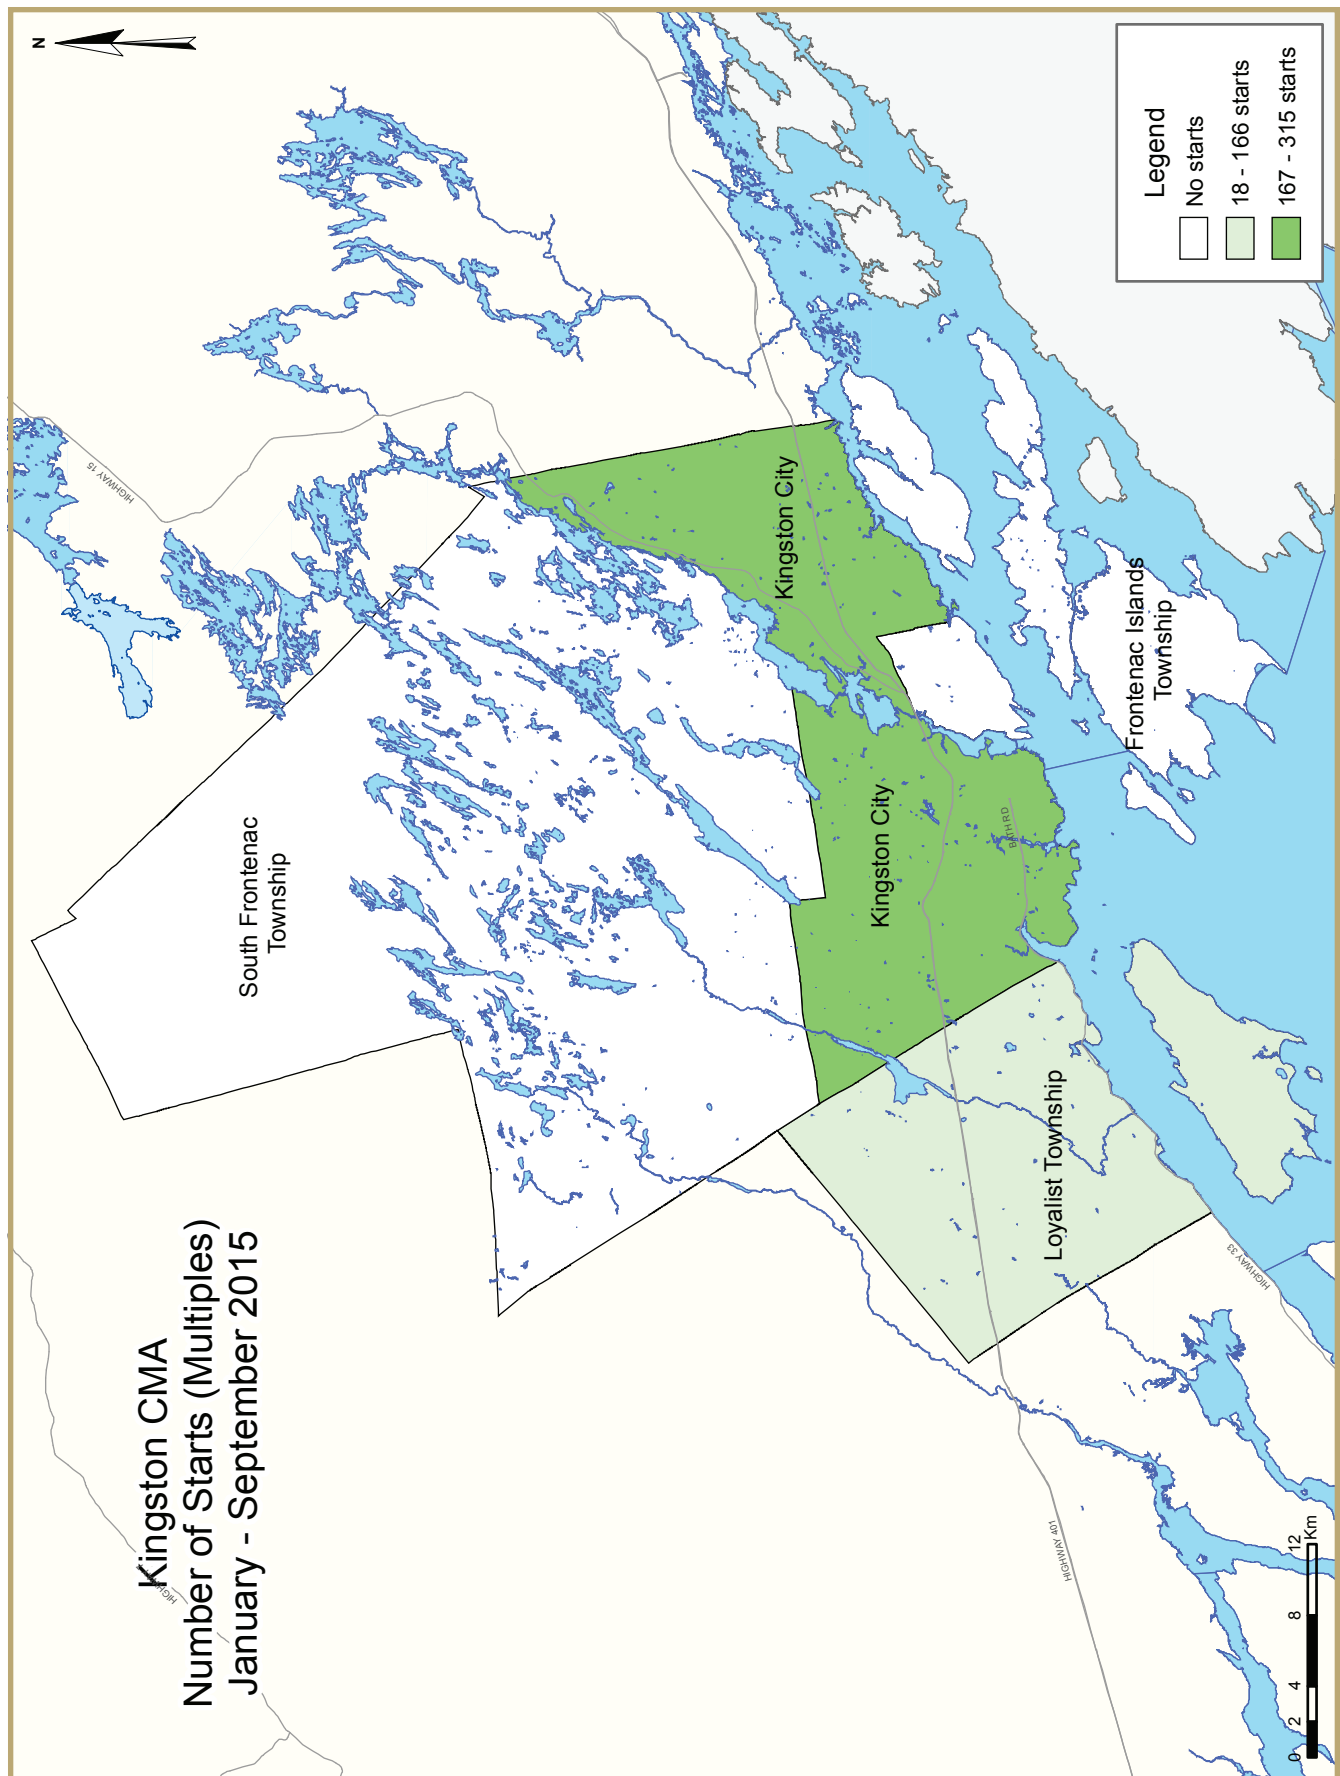 Kingston CMA
Number of Starts (Multiples)
January - September 2015
N
Legend
No starts
18 - 166 starts
167 - 315 starts
HIGHWAY 15
South Frontenac
Township
Kingston City
Kingston City
BATH RD
Frontenac Islands
Township
Loyalist Township
HIGHWAY 33
HIGHWAY 401
0 2 4 8 12
Km